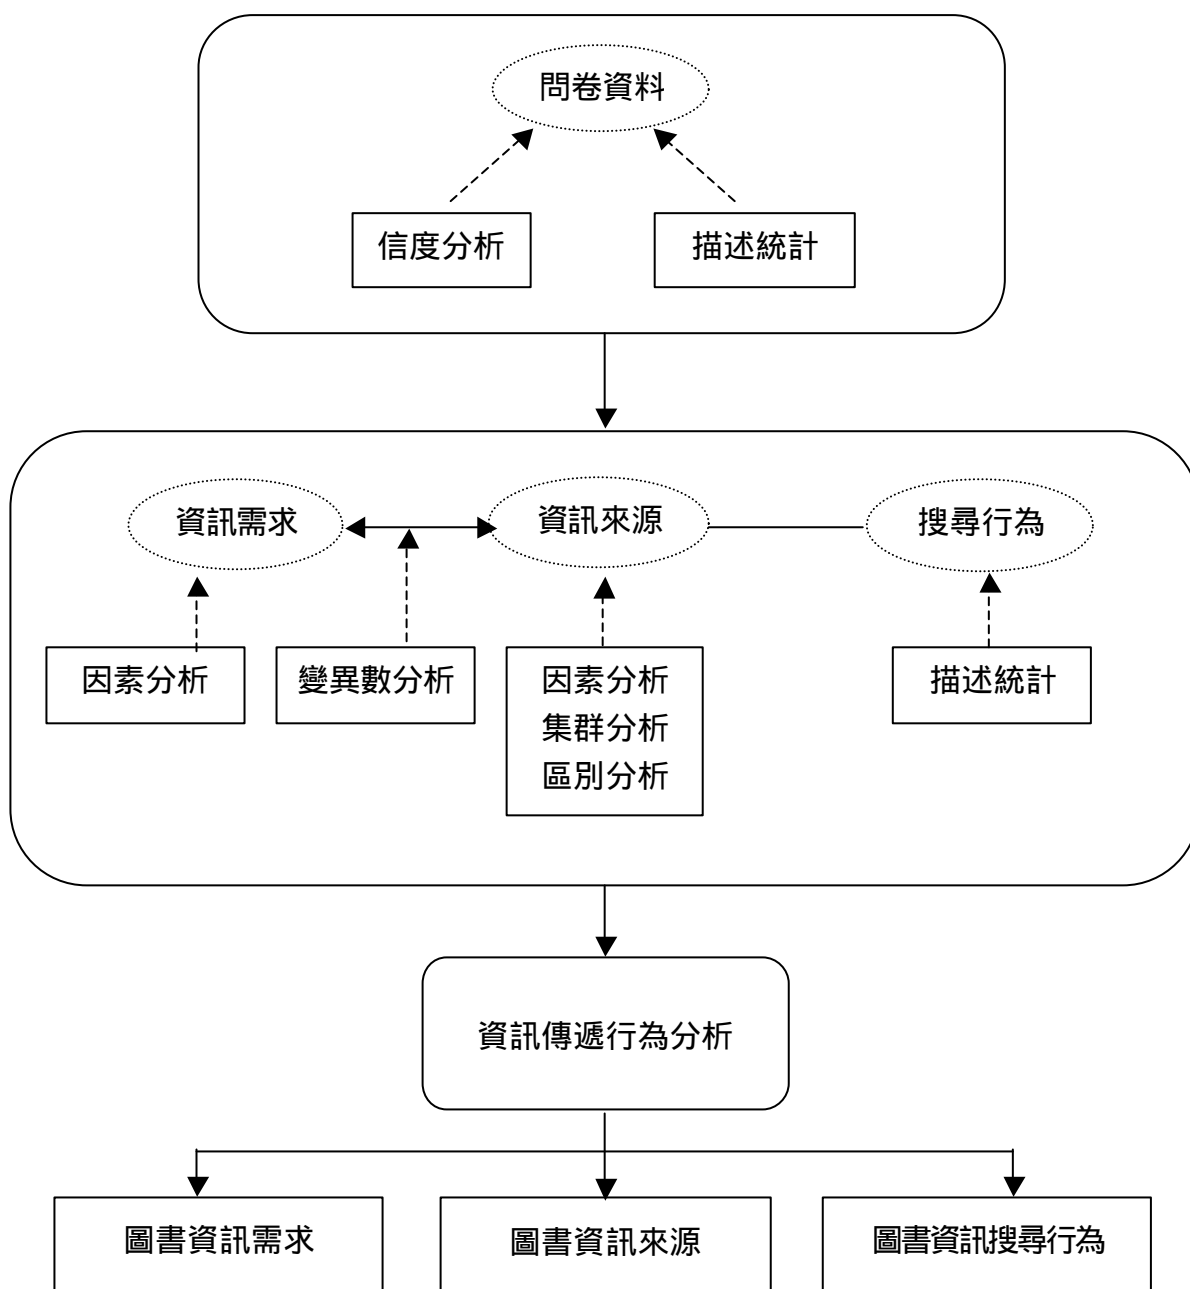 問卷資料
信度分析
描述統計
資訊需求
資訊來源
搜尋行為
因素分析
變異數分析
因素分析
集群分析
區別分析
描述統計
資訊傳遞行為分析
圖書資訊需求
圖書資訊來源
圖書資訊搜尋行為